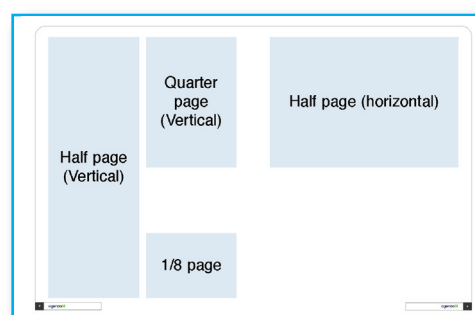 Half page
(Vertical)
Quarter
page
(Vertical)
1/8 page
Half page (horizontal)